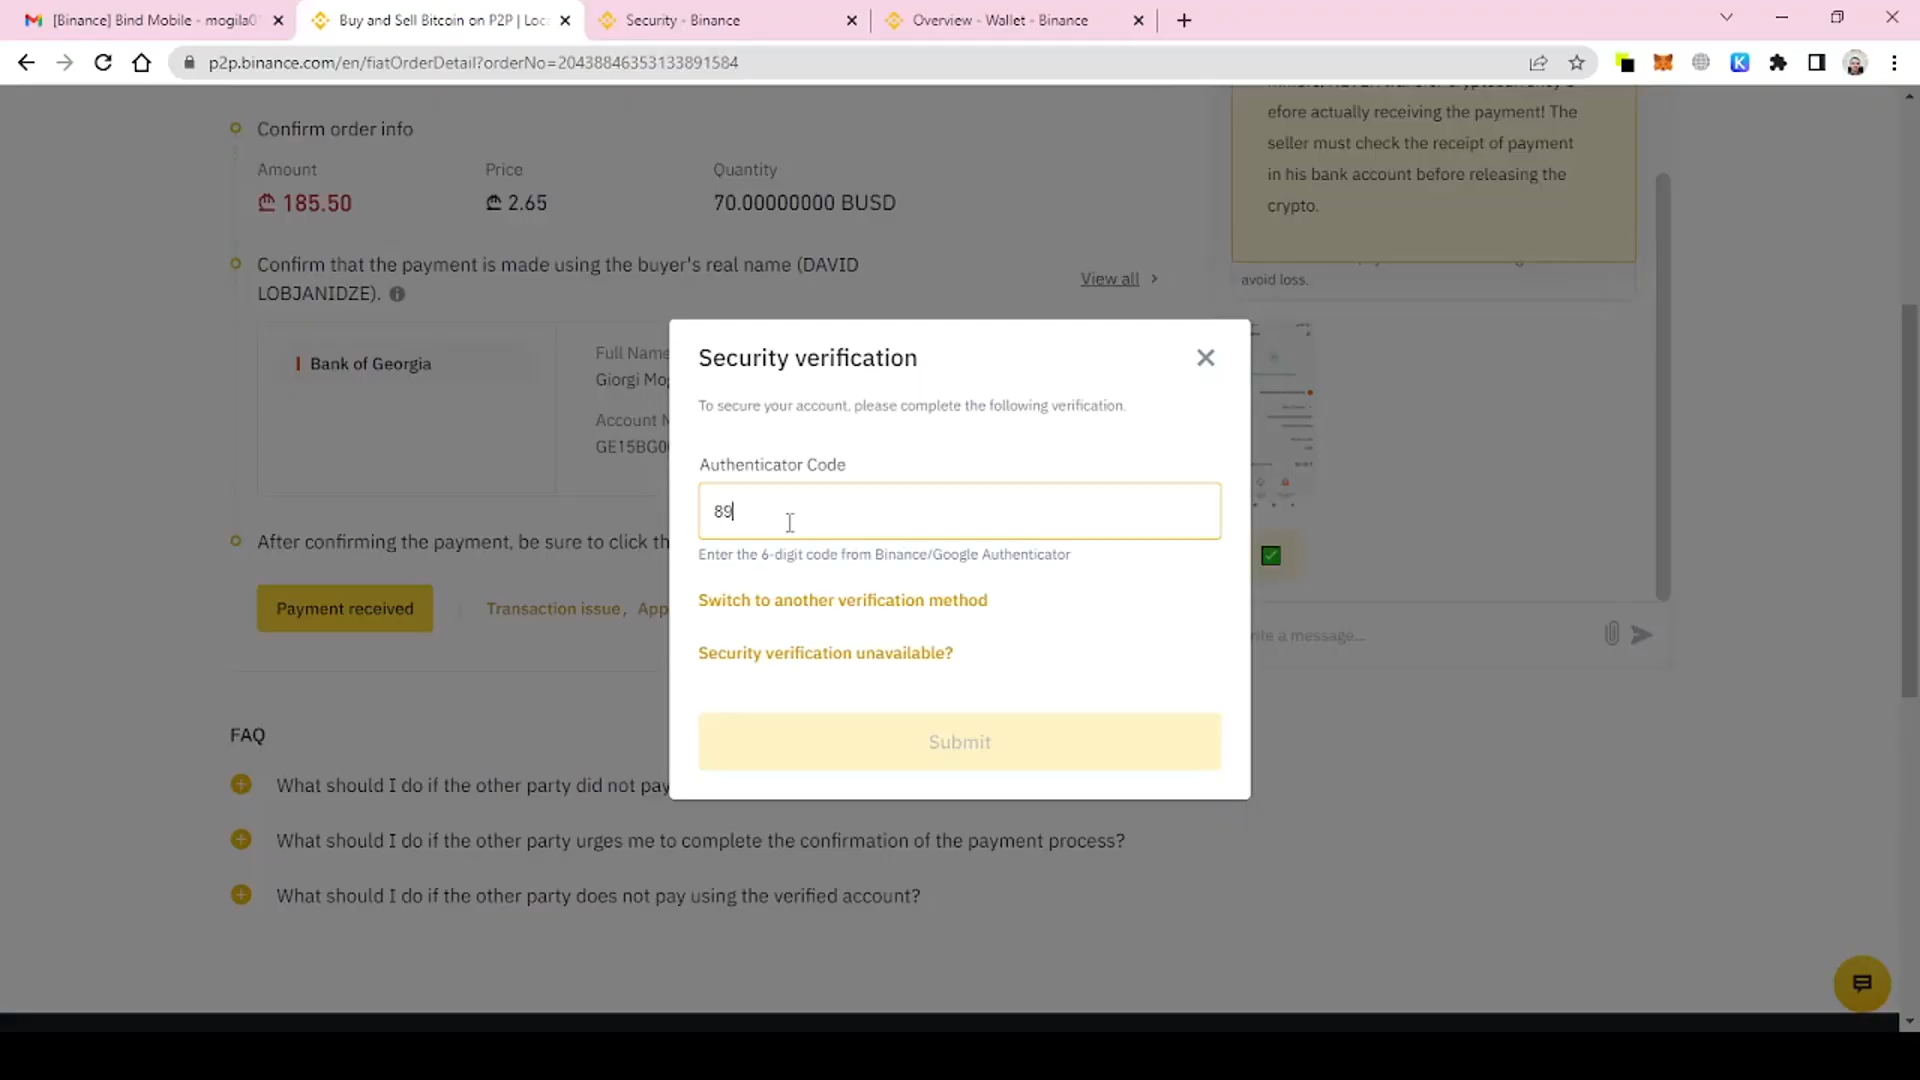 [Binance] Bind Mobile - mogila0
Buy and Sell Bitcoin on P2P | Loc
Security - Binance
Overview - Wallet - Binance
p2p.binance.com/en/fiatOrderDetail?orderNo=20438846353133891584
Confirm order info
Amount
Price
Quantity
₾ 185.50
₾ 2.65
70.00000000 BUSD
Confirm that the payment is made using the buyer's real name (DAVID
LOBJANIDZE).
View all
Bank of Georgia
Full Name
Giorgi Mog
Account N
GE15BG00
After confirming the payment, be sure to click th
Payment received
Transaction issue,
App
efore actually receiving the payment! The
seller must check the receipt of payment
in his bank account before releasing the
crypto.
avoid loss.
rite a message...
Security verification
To secure your account, please complete the following verification.
Authenticator Code
89
Enter the 6-digit code from Binance/Google Authenticator
Switch to another verification method
Security verification unavailable?
Submit
FAQ
What should I do if the other party did not pay
What should I do if the other party urges me to complete the confirmation of the payment process?
What should I do if the other party does not pay using the verified account?